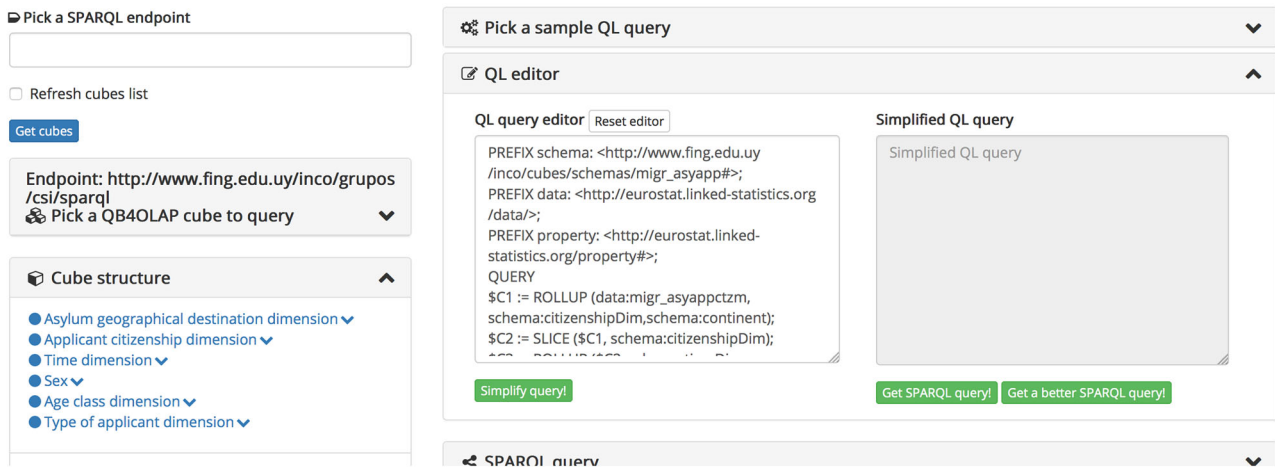 Pick a SPARQL endpoint
Refresh cubes list
Get cubes
Endpoint: http://www.fing.edu.uy/inco/grupos
/csi/sparql
Pick a QB4OLAP cube to query
Cube structure
Asylum geographical destination dimension
Applicant citizenship dimension
Time dimension
Sex
Age class dimension
Type of applicant dimension
Pick a sample QL query
QL editor
QL query editor Reset editor
PREFIX schema: <http://www.fing.edu.uy
/inco/cubes/schemas/migr_asyapp#>;
PREFIX data: <http://eurostat.linked-statistics.org
/data/>;
PREFIX property: <http://eurostat.linked-
statistics.org/property#>;
QUERY
$C1 := ROLLUP (data:migr_asyappctzm,
schema:citizenshipDim,schema:continent);
$C2 := SLICE ($C1, schema:citizenshipDim);
Simplify query!
Simplified QL query
Simplified QL query
Get SPARQL query! Get a better SPARQL query!
SPARQL query